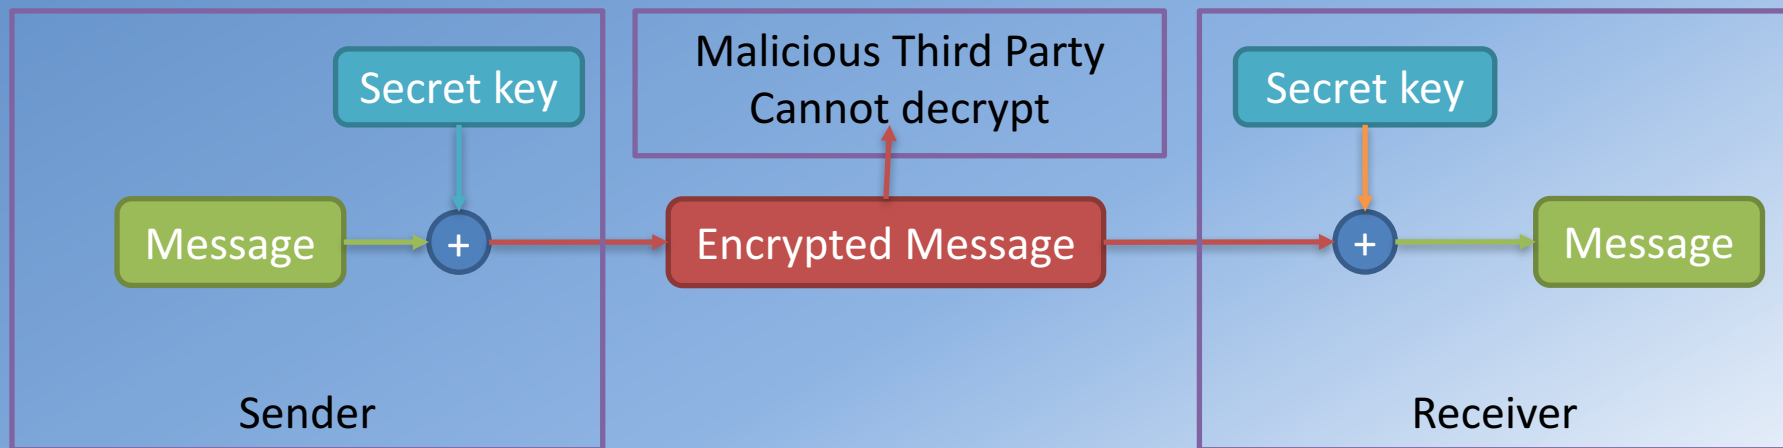 Malicious Third Party
Cannot decrypt
Secret key
Secret key
Message
+
Encrypted Message
+
Message
Sender
Receiver